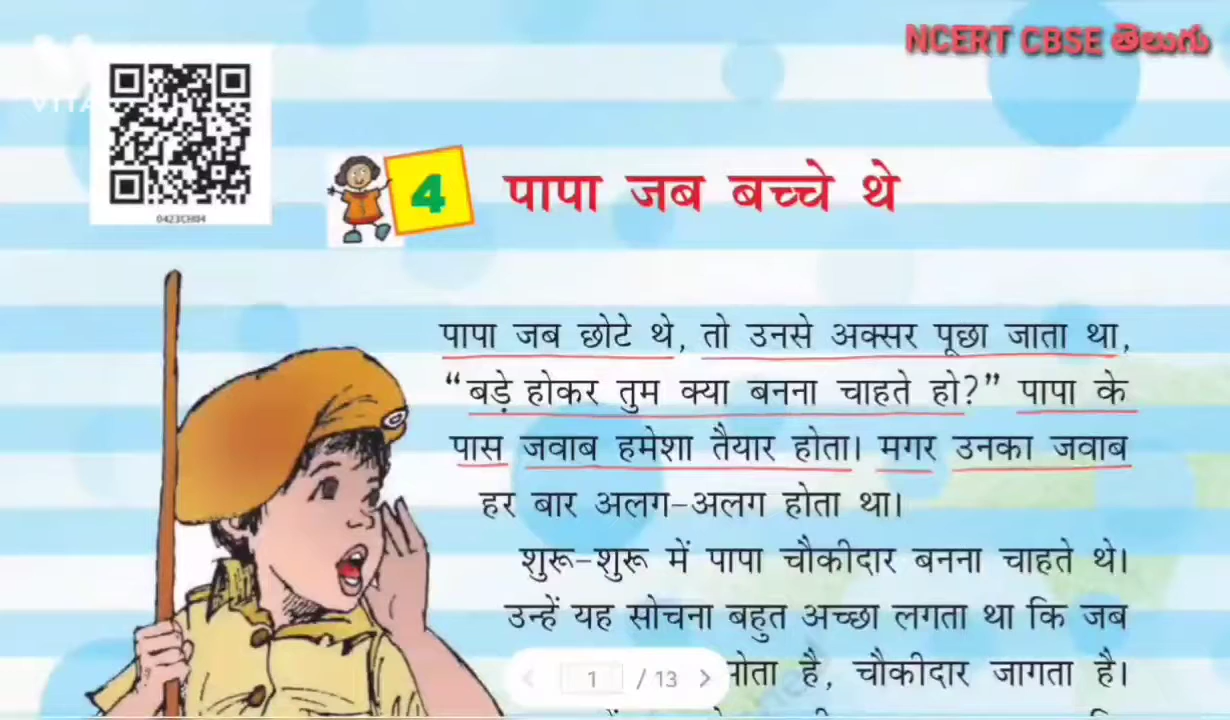 NCERT CBSE తెలుగు
VITA
0423CH04
4 पापा जब बच्चे थे
पापा जब छोटे थे, तो उनसे अक्सर पूछा जाता था,
“बड़े होकर तुम क्या बनना चाहते हो?” पापा के
पास जवाब हमेशा तैयार होता। मगर उनका जवाब
हर बार अलग-अलग होता था।
शुरू-शुरू में पापा चौकीदार बनना चाहते थे।
उन्हें यह सोचना बहुत अच्छा लगता था कि जब
है, चौकीदार जागता है।
1 / 13